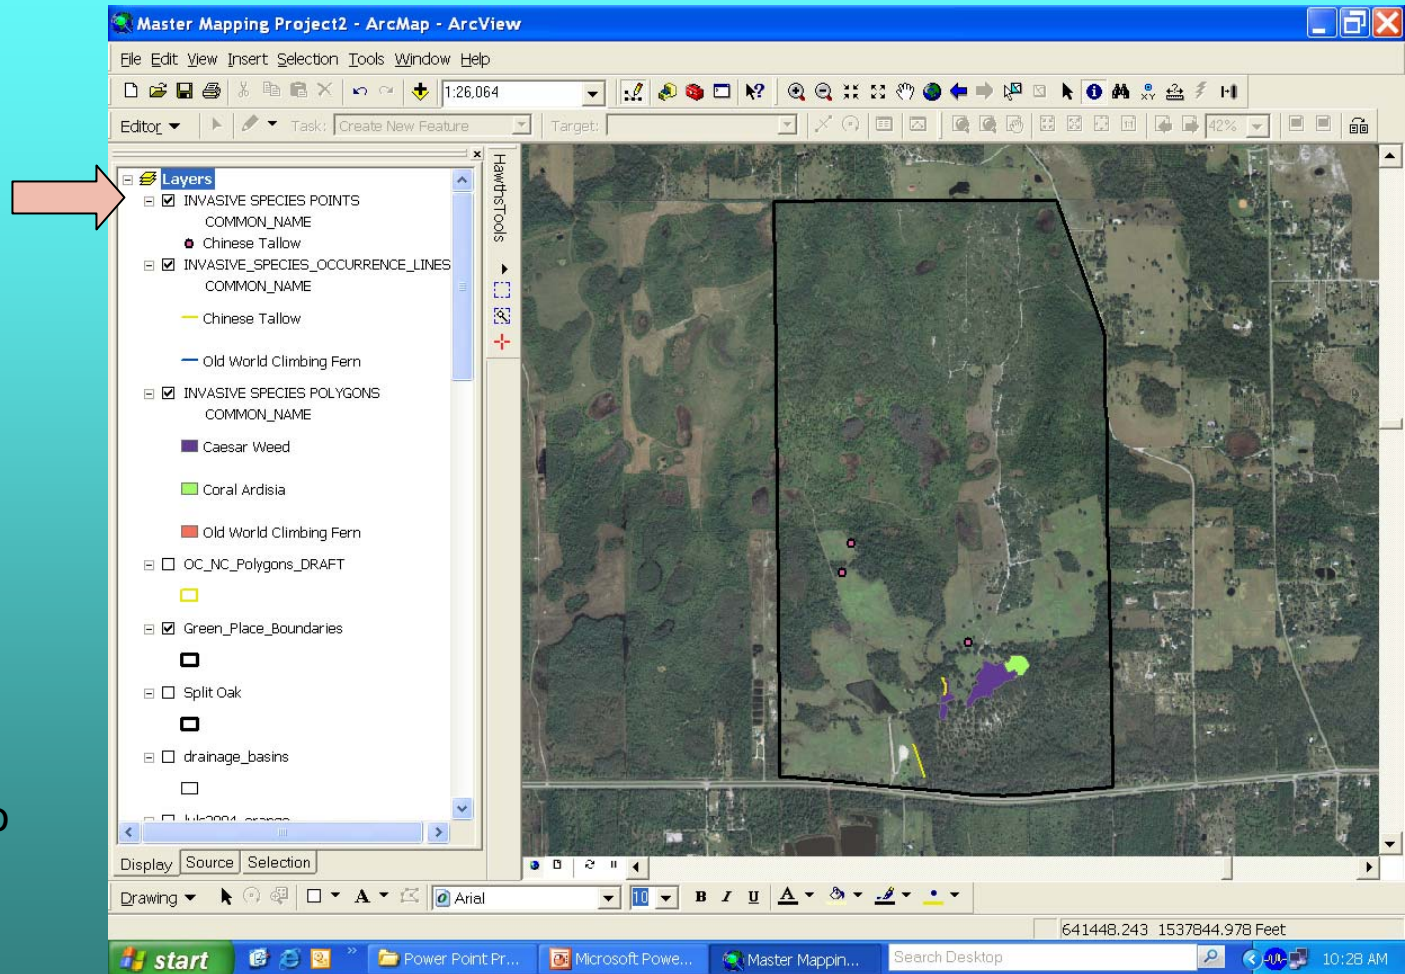 Master Mapping Project2 - ArcMap - ArcView
File Edit View Insert Selection Tools Window Help
1:26,064
Editor Task: Create New Feature Target: 42%
Layers
INVASIVE SPECIES POINTS
COMMON_NAME
Chinese Tallow
INVASIVE_SPECIES_OCCURRENCE_LINES
COMMON_NAME
Chinese Tallow
Old World Climbing Fern
INVASIVE SPECIES POLYGONS
COMMON_NAME
Caesar Weed
Coral Ardisia
Old World Climbing Fern
OC_NC_Polygons_DRAFT
Green_Place_Boundaries
Split Oak
drainage_basins
HawthsTools
Display Source Selection
Drawing A Arial 10 B I U A
641448.243 1537844.978 Feet
start Power Point Pr... Microsoft Powe... Master Mappin... Search Desktop 10:28 AM